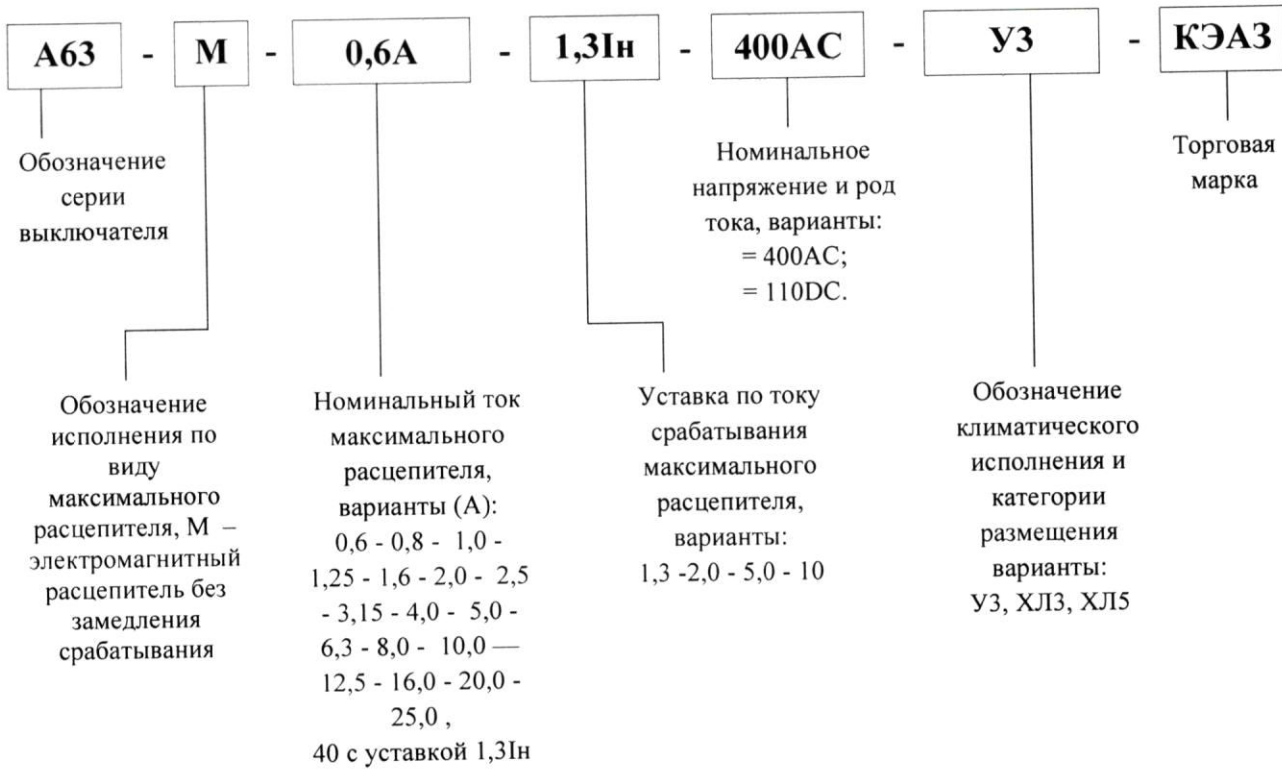 А63 - М - 0,6А - 1,3Iн - 400АС - У3 - КЭАЗ
Обозначение
серии
выключателя
Номинальное
напряжение и род
тока, варианты:
= 400АС;
= 110DC.
Торговая
марка
Обозначение
исполнения по
виду
максимального
расцепителя, М –
электромагнитный
расцепитель без
замедления
срабатывания
Номинальный ток
максимального
расцепителя,
варианты (А):
0,6 - 0,8 - 1,0 -
1,25 - 1,6 - 2,0 - 2,5
- 3,15 - 4,0 - 5,0 -
6,3 - 8,0 - 10,0 —
12,5 - 16,0 - 20,0 -
25,0 ,
40 с уставкой 1,3Iн
Уставка по току
срабатывания
максимального
расцепителя,
варианты:
1,3 -2,0 - 5,0 - 10
Обозначение
климатического
исполнения и
категории
размещения
варианты:
У3, ХЛ3, ХЛ5